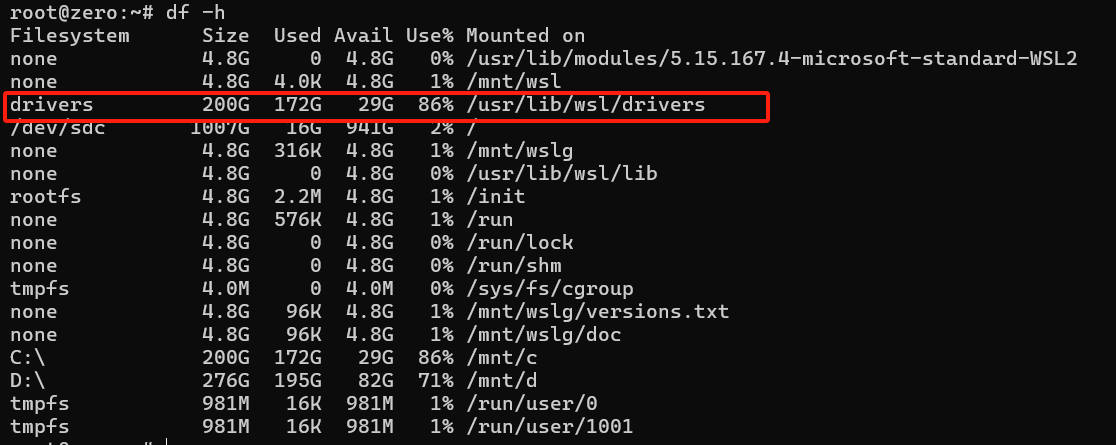 root@zero:~# df -h
Filesystem      Size  Used Avail Use% Mounted on
none            4.8G     0  4.8G   0% /usr/lib/modules/5.15.167.4-microsoft-standard-WSL2
none            4.8G  4.0K  4.8G   1% /mnt/wsl
drivers         200G  172G   29G  86% /usr/lib/wsl/drivers
/dev/sdc       1007G   16G  941G   2% /
none            4.8G  316K  4.8G   1% /mnt/wslg
none            4.8G     0  4.8G   0% /usr/lib/wsl/lib
rootfs          4.8G  2.2M  4.8G   1% /init
none            4.8G  576K  4.8G   1% /run
none            4.8G     0  4.8G   0% /run/lock
none            4.8G     0  4.8G   0% /run/shm
tmpfs           4.0M     0  4.0M   0% /sys/fs/cgroup
none            4.8G   96K  4.8G   1% /mnt/wslg/versions.txt
none            4.8G   96K  4.8G   1% /mnt/wslg/doc
C:\             200G  172G   29G  86% /mnt/c
D:\             276G  195G   82G  71% /mnt/d
tmpfs           981M   16K  981M   1% /run/user/0
tmpfs           981M   16K  981M   1% /run/user/1001